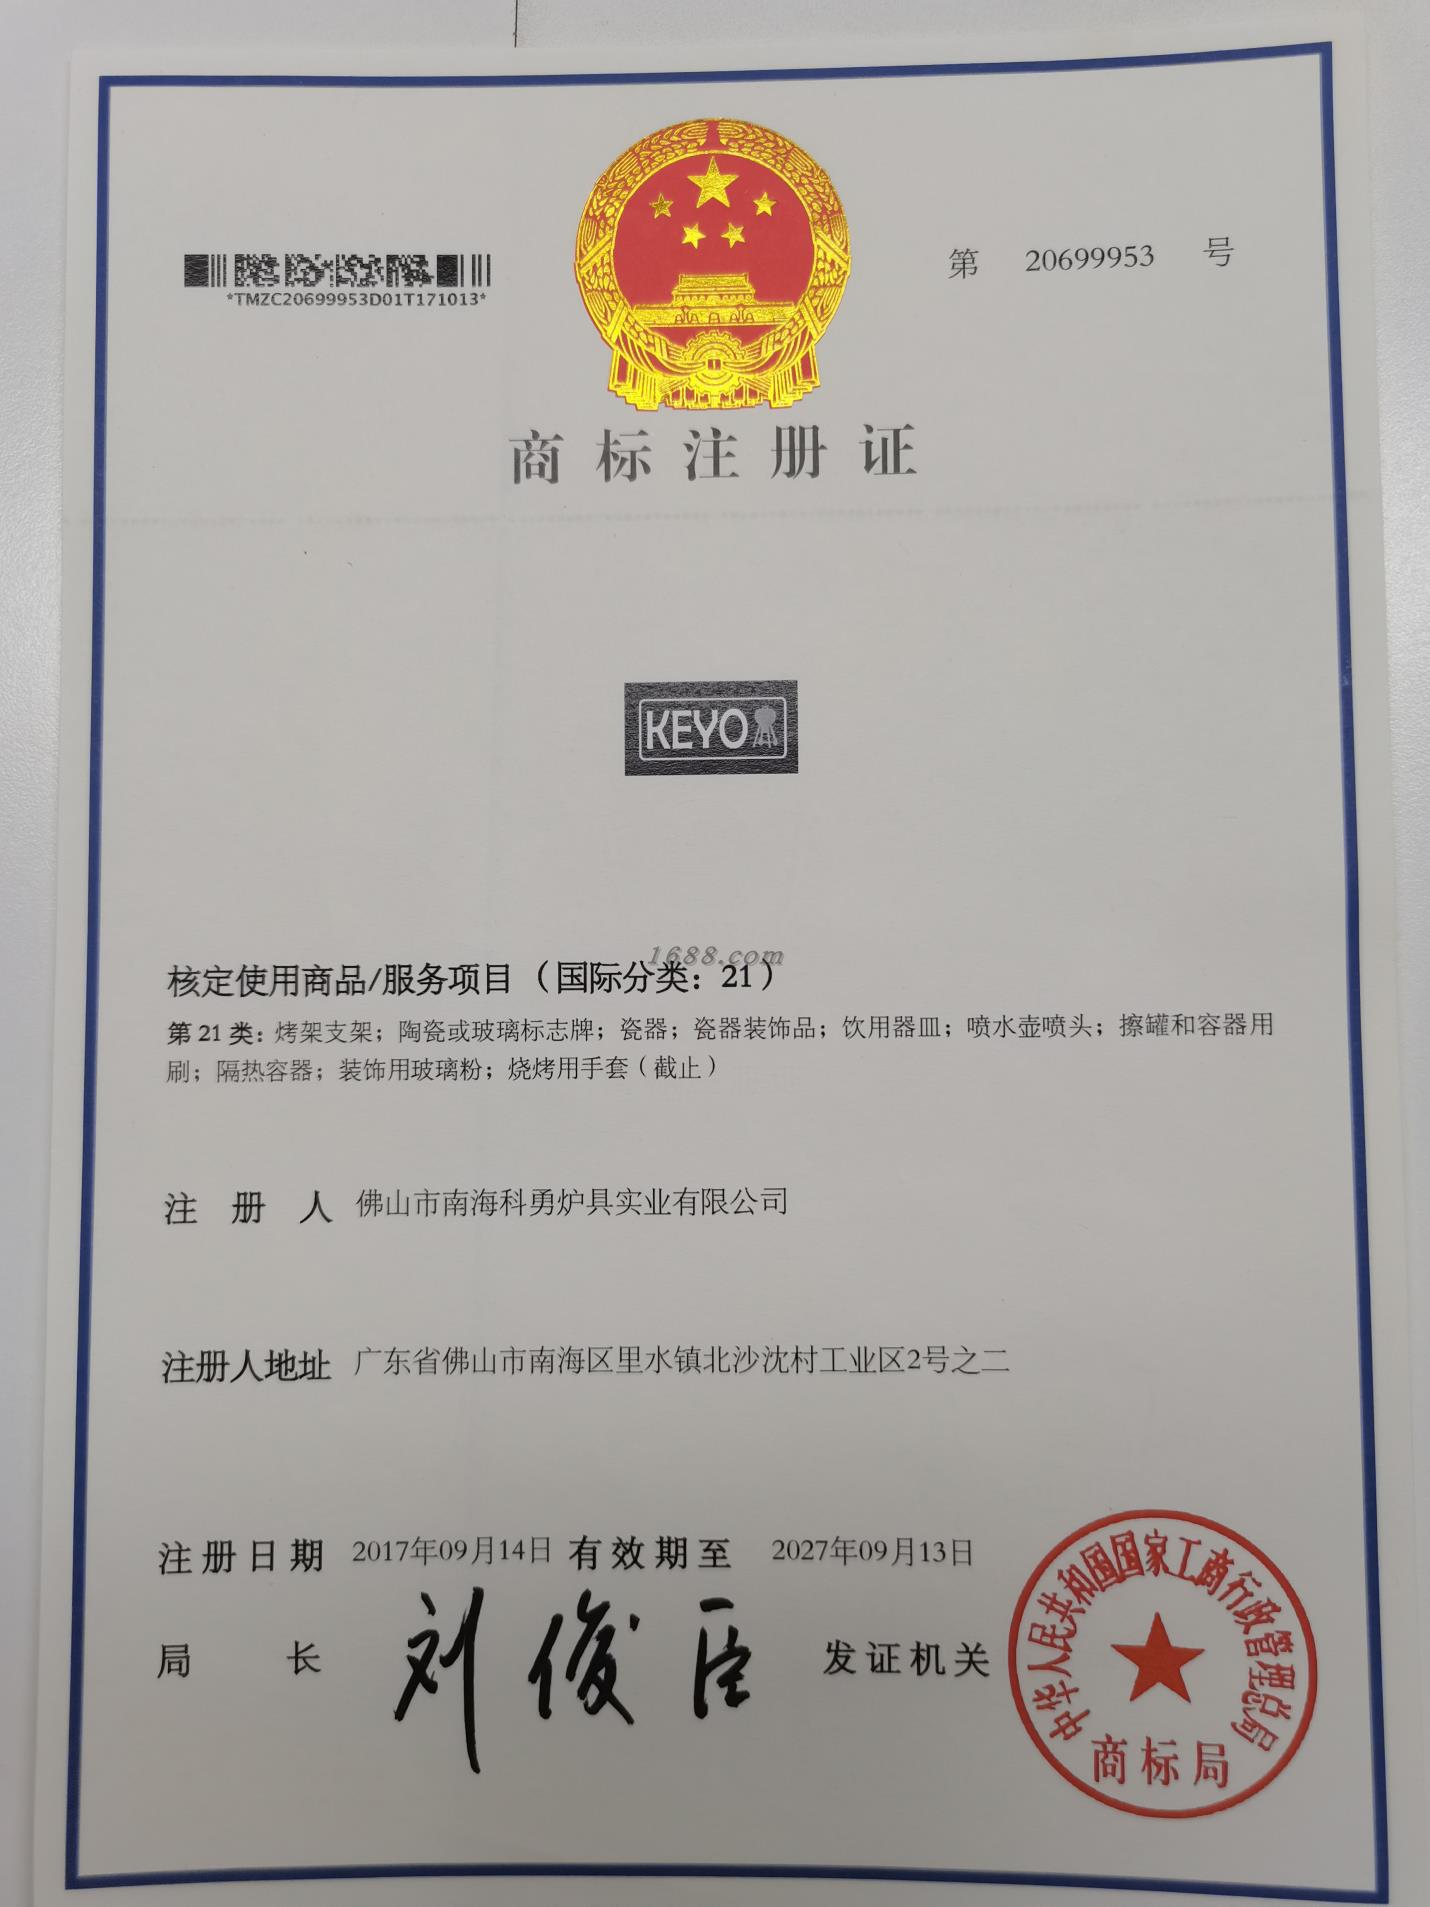 第 20699953 号
*TMZC20699953D01T171013*
商标注册证
KEYO
1688.com
核定使用商品/服务项目（国际分类：21）
第 21 类：烤架支架；陶瓷或玻璃标志牌；瓷器；瓷器装饰品；饮用器皿；喷水壶喷头；擦罐和容器用
刷；隔热容器；装饰用玻璃粉；烧烤用手套（截止）
注册人 佛山市南海科勇炉具实业有限公司
注册人地址 广东省佛山市南海区里水镇北沙沈村工业区2号之二
注册日期 2017年09月14日 有效期至 2027年09月13日
局长 刘俊臣 发证机关
中华人民共和国国家工商行政管理总局
商标局